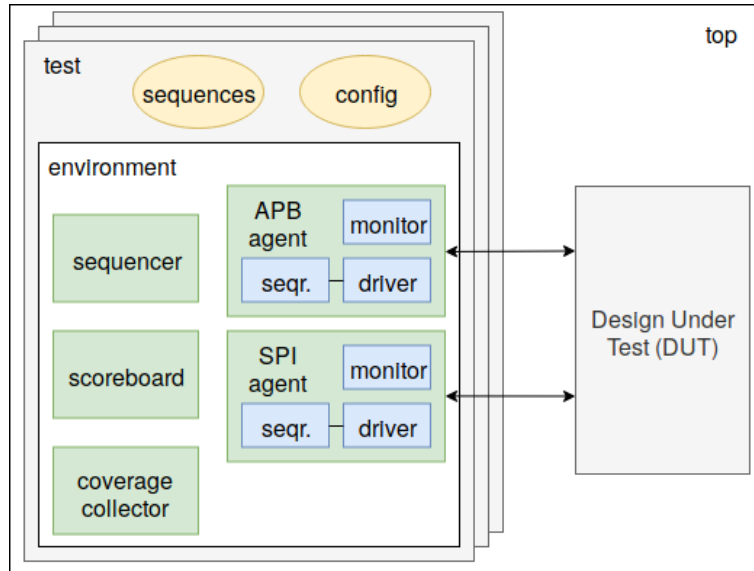 top
test
sequences
config
environment
sequencer
scoreboard
coverage
collector
APB
agent
monitor
seqr.
driver
SPI
agent
monitor
seqr.
driver
Design Under
Test (DUT)